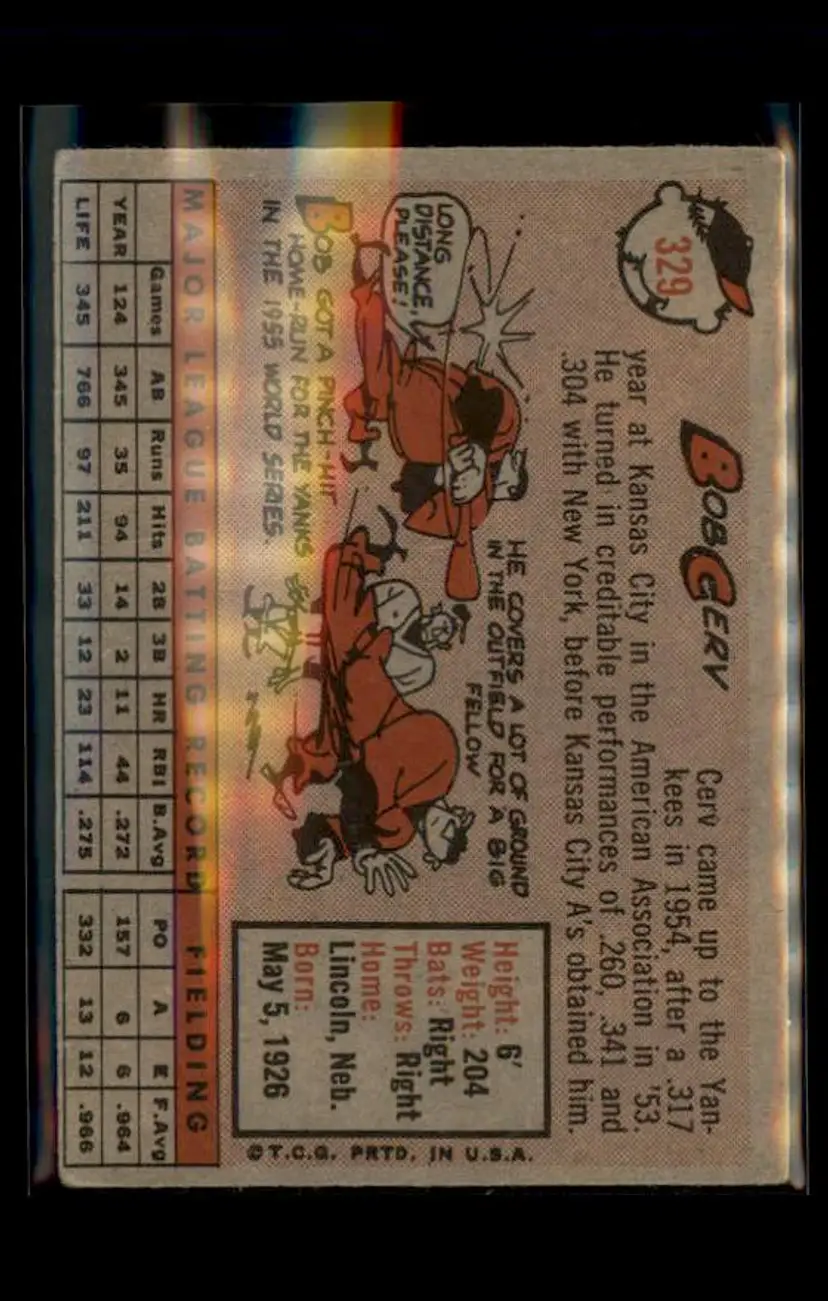 329
BOB CERV
Cerv came up to the Yan-
kees in 1954, after a .317
year at Kansas City in the American Association in '53.
He turned in creditable performances of .260, .341 and
.304 with New York, before Kansas City A's obtained him.
LONG
DISTANCE,
PLEASE!
HE COVERS A LOT OF GROUND
IN THE OUTFIELD FOR A BIG
FELLOW
BOB GOT A PINCH-HIT
HOME-RUN FOR THE YANKS
IN THE 1955 WORLD SERIES.
Height: 6'
Weight: 204
Bats: Right
Throws: Right
Home:
Lincoln, Neb.
Born:
May 5, 1926
©T.C.G. PRTD. IN U.S.A.
MAJOR LEAGUE BATTING RECORD FIELDING
Games AB Runs Hits 2B 3B HR RBI B.Avg PO A E F.Avg
YEAR 124 345 35 94 14 2 11 44 .272 157 6 6 .964
LIFE 345 766 97 211 33 12 23 114 .275 332 13 12 .966